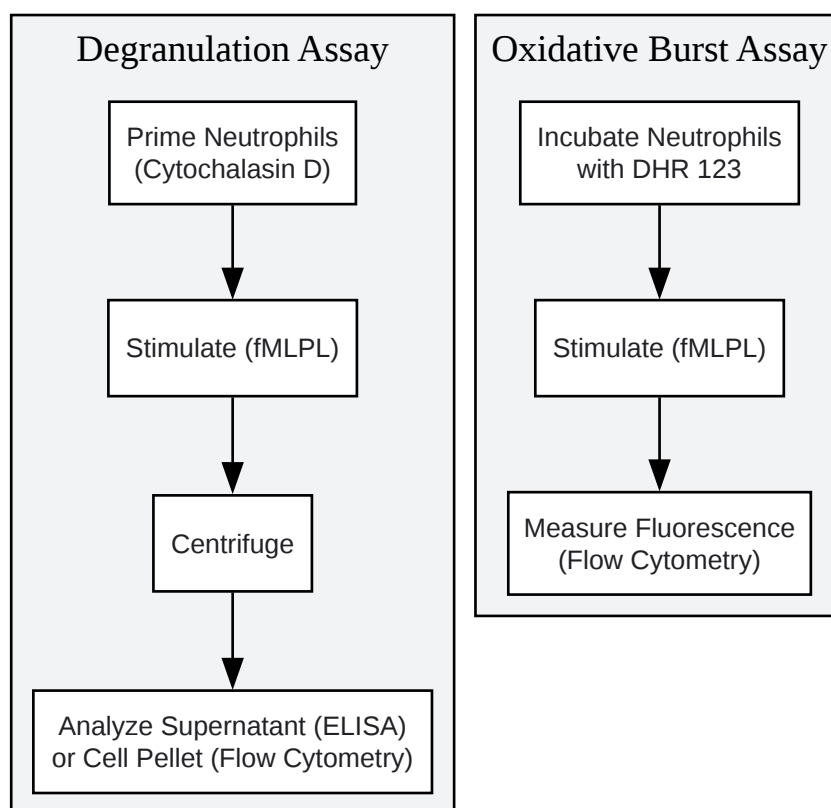 Degranulation Assay
Prime Neutrophils
(Cytochalasin D)
Stimulate (fMLPL)
Centrifuge
Analyze Supernatant (ELISA)
or Cell Pellet (Flow Cytometry)
Oxidative Burst Assay
Incubate Neutrophils
with DHR 123
Stimulate (fMLPL)
Measure Fluorescence
(Flow Cytometry)